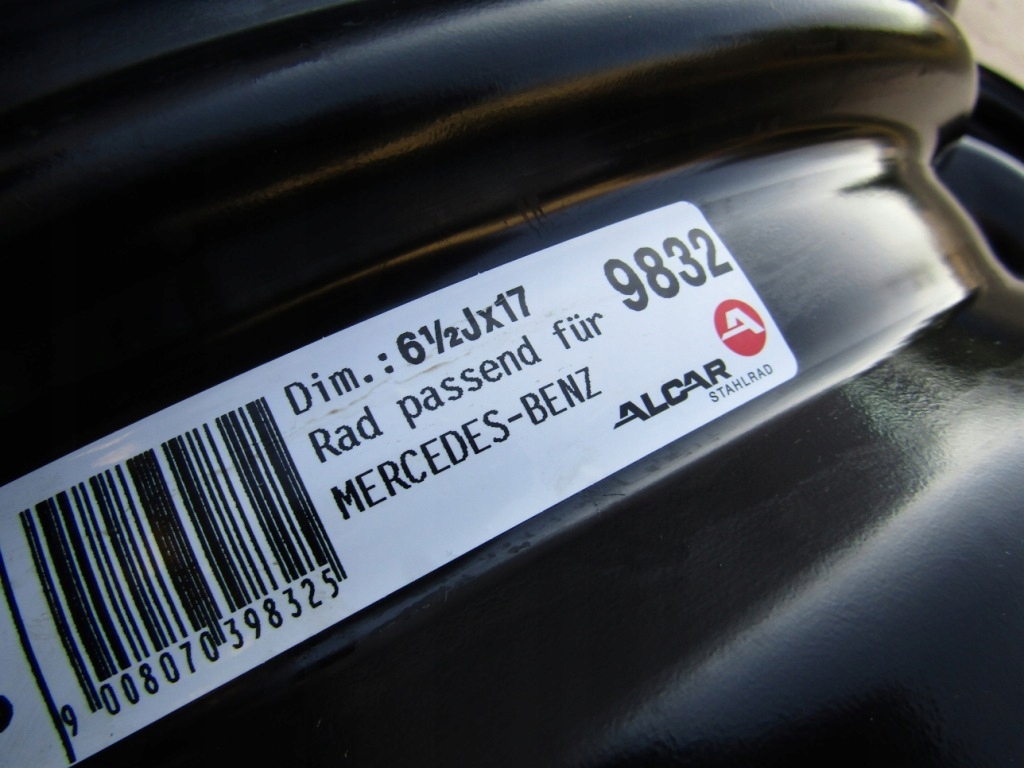 Dim.: 6½Jx17
9832
Rad passend für
MERCEDES-BENZ
ALCAR
STAHLRAD
9 008070 398325